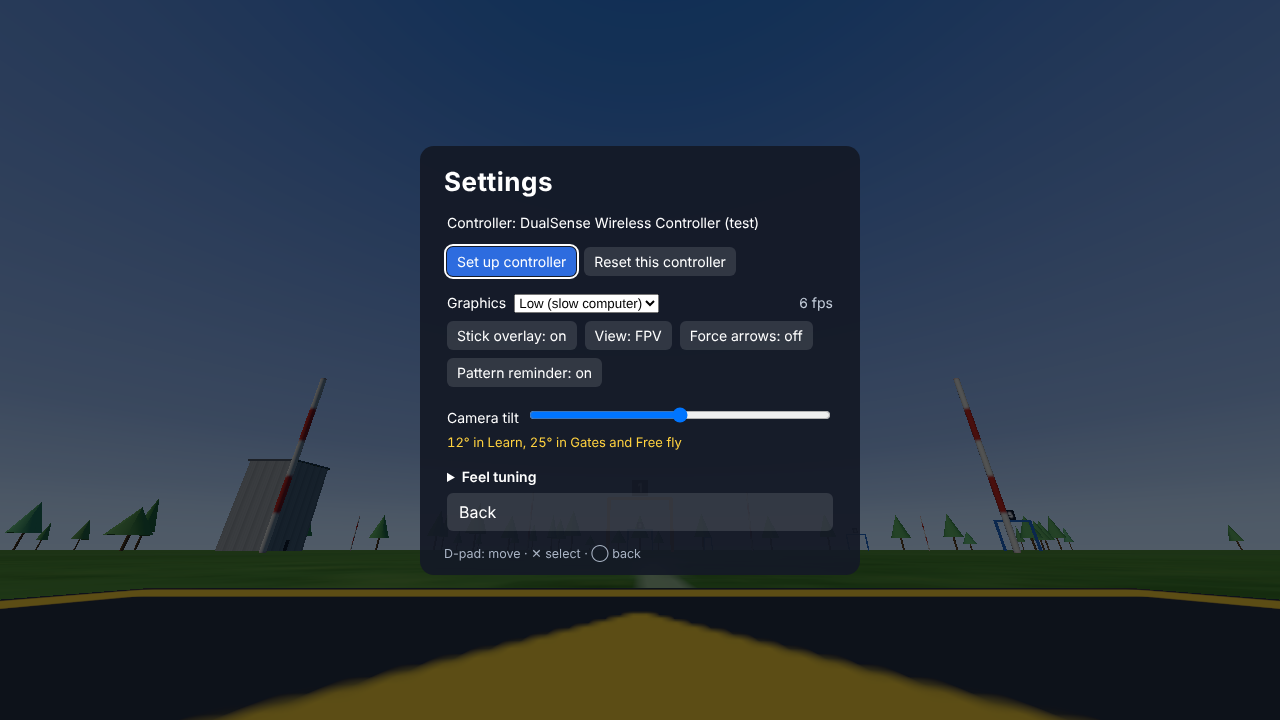 Settings
Controller: DualSense Wireless Controller (test)
Set up controller Reset this controller
Graphics Low (slow computer) 6 fps
Stick overlay: on View: FPV Force arrows: off
Pattern reminder: on
Camera tilt
12° in Learn, 25° in Gates and Free fly
Feel tuning
Back
D-pad: move · ✕ select · ◯ back